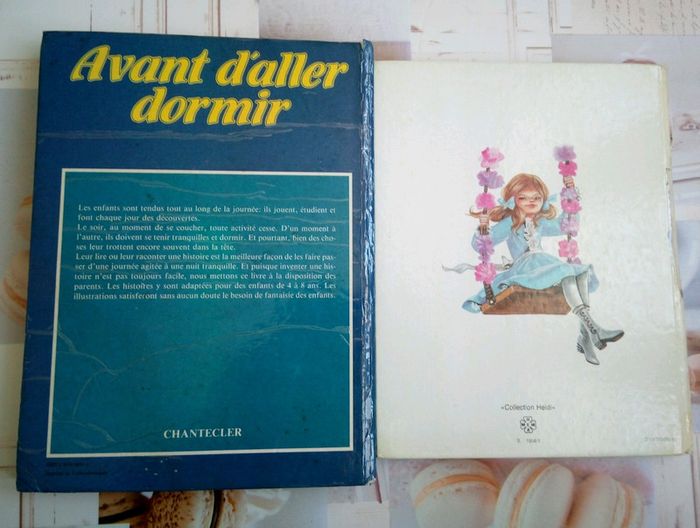 Avant d'aller
dormir
Les enfants sont tendus tout au long de la journée: ils jouent, étudient et
font chaque jour des découvertes.
Le soir, au moment de se coucher, toute activité cesse. D'un moment à
l'autre, ils doivent se tenir tranquilles et dormir. Et pourtant, bien des cho-
ses leur trottent encore souvent dans la tête.
Leur lire ou leur raconter une histoire est la meilleure façon de les faire pas-
ser d'une journée agitée à une nuit tranquille. Et puisque inventer une his-
toire n'est pas toujours facile, nous mettons ce livre à la disposition des
parents. Les histoires y sont adaptées pour des enfants de 4 à 8 ans. Les
illustrations satisferont sans aucun doute le besoin de fantaisie des enfants.
CHANTECLER
«Collection Heidi»